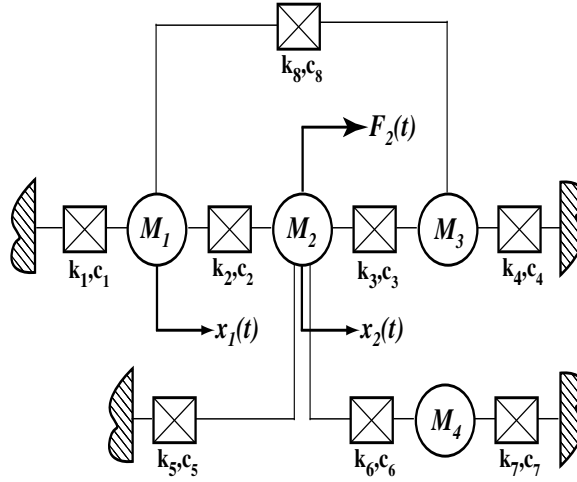 k8,c8
F2(t)
M1
M2
M3
k1,c1
k2,c2
k3,c3
k4,c4
x1(t)
x2(t)
M4
k5,c5
k6,c6
k7,c7